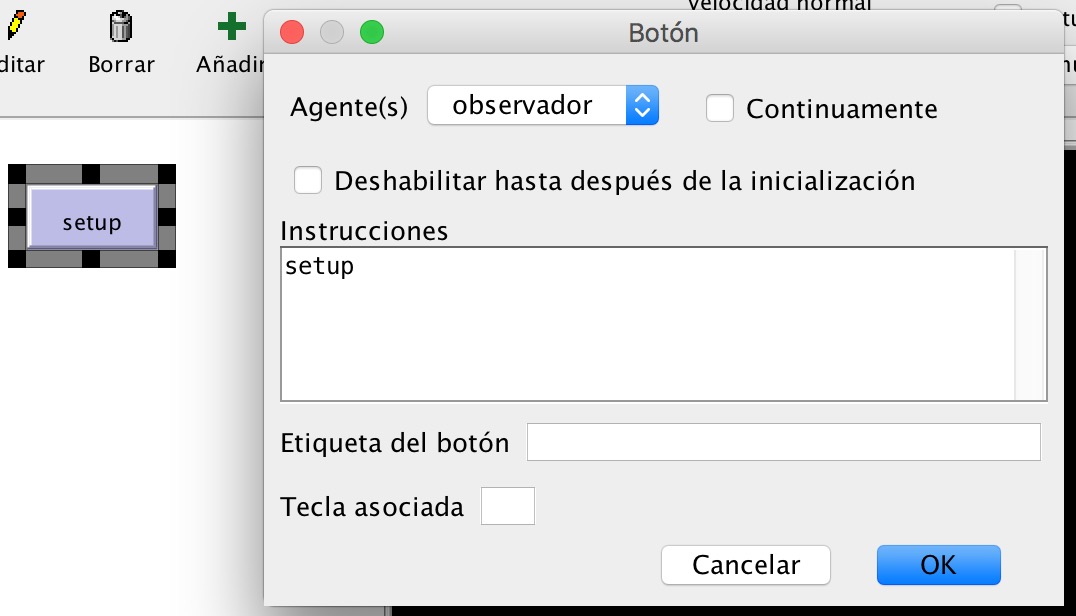 velocidad normal
Botón
ditar
Borrar
Añadir
Agente(s)
observador
Continuamente
Deshabilitar hasta después de la inicialización
setup
Instrucciones
setup
Etiqueta del botón
Tecla asociada
Cancelar
OK